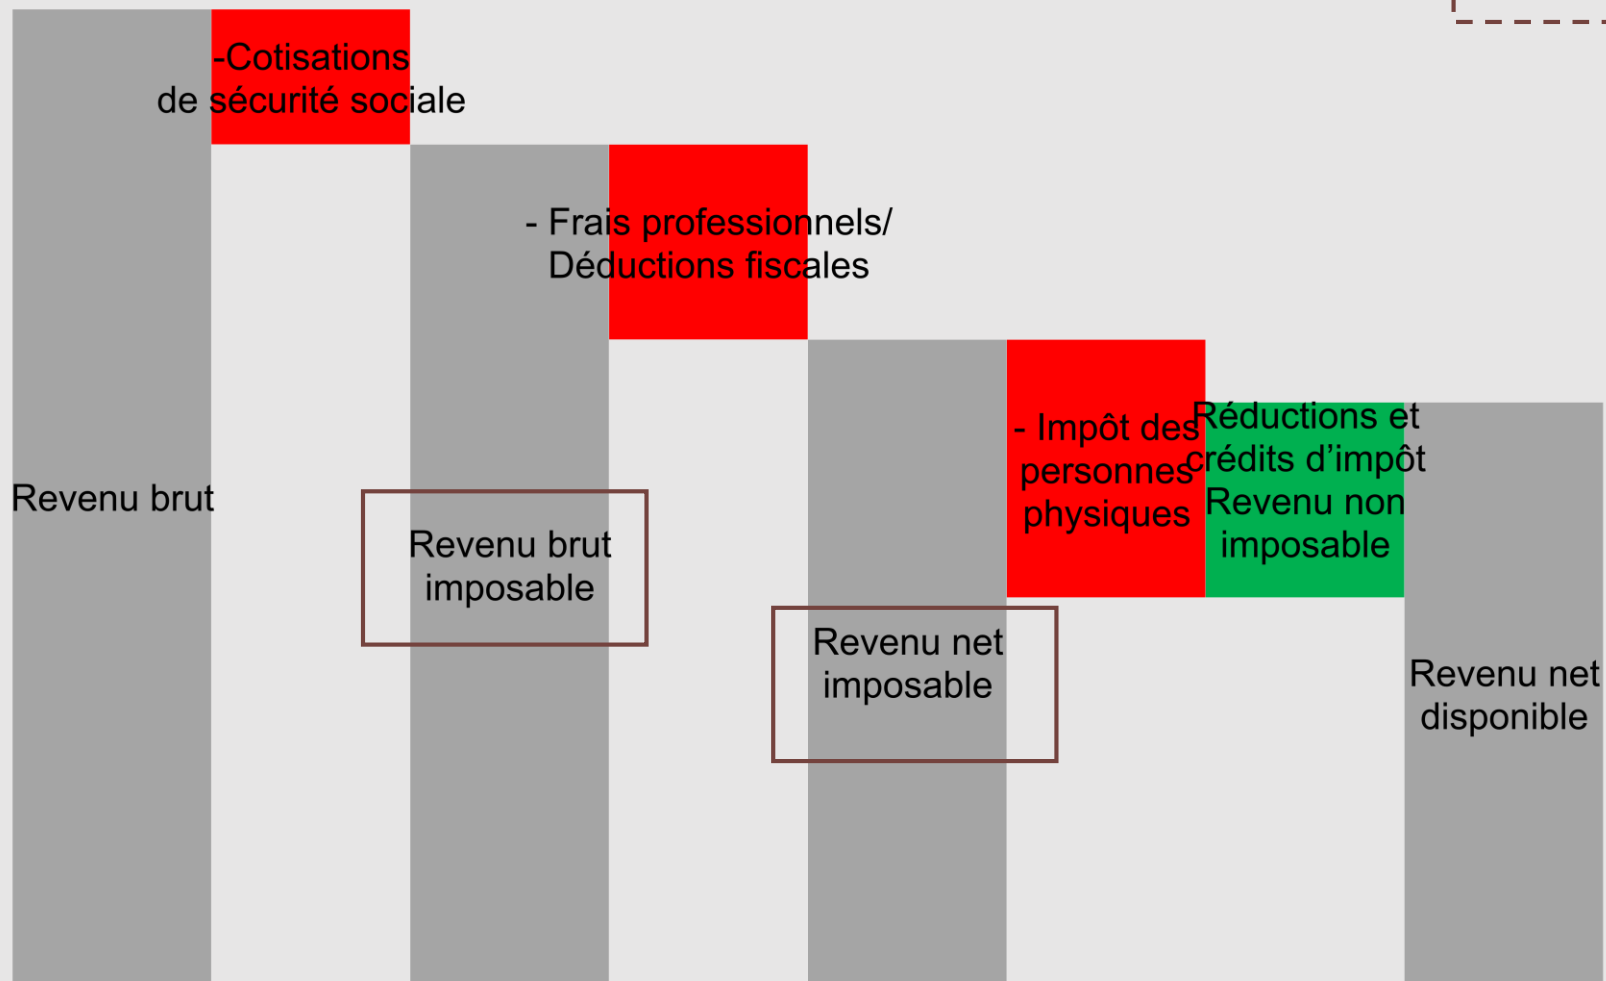 -Cotisations
de sécurité sociale
- Frais professionnels/
Déductions fiscales
Revenu brut
Revenu brut
imposable
Revenu net
imposable
- Impôt des
personnes
physiques
Réductions et
crédits d’impôt
Revenu non
imposable
Revenu net
disponible